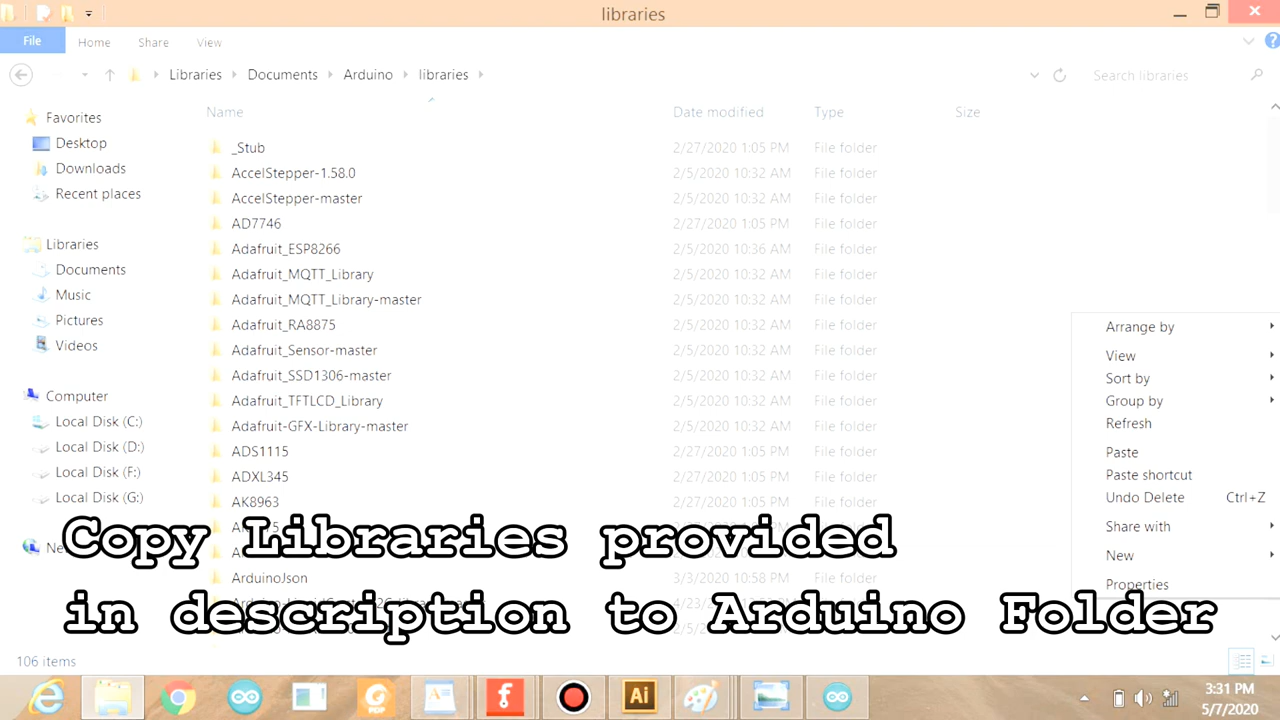 libraries
File Home Share View
Libraries Documents Arduino libraries
Search libraries
Name Date modified Type Size
Favorites
Desktop
Downloads
Recent places
Libraries
Documents
Music
Pictures
Videos
Computer
Local Disk (C:)
Local Disk (D:)
Local Disk (F:)
Local Disk (G:)
_Stub 2/27/2020 1:05 PM File folder
AccelStepper-1.58.0 2/5/2020 10:32 AM File folder
AccelStepper-master 2/5/2020 10:32 AM File folder
AD7746 2/27/2020 1:05 PM File folder
Adafruit_ESP8266 2/5/2020 10:36 AM File folder
Adafruit_MQTT_Library 2/5/2020 10:32 AM File folder
Adafruit_MQTT_Library-master 2/5/2020 10:32 AM File folder
Adafruit_RA8875 2/5/2020 10:32 AM File folder
Adafruit_Sensor-master 2/5/2020 10:32 AM File folder
Adafruit_SSD1306-master 2/5/2020 10:32 AM File folder
Adafruit_TFTLCD_Library 2/5/2020 10:32 AM File folder
Adafruit-GFX-Library-master 2/5/2020 10:32 AM File folder
ADS1115 2/27/2020 1:05 PM File folder
ADXL345 2/27/2020 1:05 PM File folder
AK8963 2/27/2020 1:05 PM File folder
ArduinoJson 3/3/2020 10:58 PM File folder
Arrange by
View
Sort by
Group by
Refresh
Paste
Paste shortcut
Undo Delete Ctrl+Z
Share with
New
Properties
Copy Libraries provided
in description to Arduino Folder
106 items
PDF
Ai
3:31 PM
5/7/2020